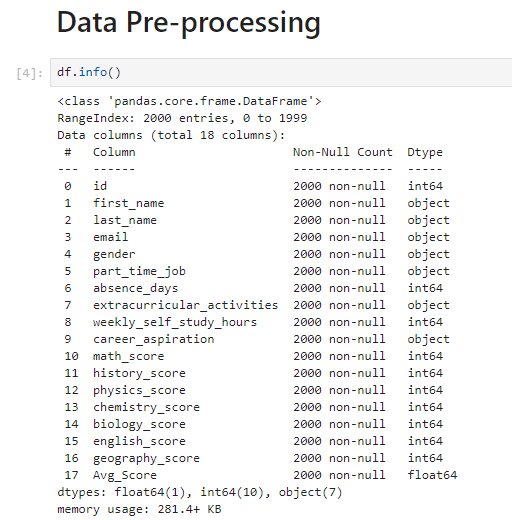 Data Pre-processing
[4]: df.info()
<class 'pandas.core.frame.DataFrame'>
RangeIndex: 2000 entries, 0 to 1999
Data columns (total 18 columns):
 #   Column                      Non-Null Count  Dtype
---  ------                      --------------  -----
 0   id                          2000 non-null   int64
 1   first_name                  2000 non-null   object
 2   last_name                   2000 non-null   object
 3   email                       2000 non-null   object
 4   gender                      2000 non-null   object
 5   part_time_job               2000 non-null   object
 6   absence_days                2000 non-null   int64
 7   extracurricular_activities  2000 non-null   object
 8   weekly_self_study_hours     2000 non-null   int64
 9   career_aspiration           2000 non-null   object
 10  math_score                  2000 non-null   int64
 11  history_score               2000 non-null   int64
 12  physics_score               2000 non-null   int64
 13  chemistry_score             2000 non-null   int64
 14  biology_score               2000 non-null   int64
 15  english_score               2000 non-null   int64
 16  geography_score             2000 non-null   int64
 17  Avg_Score                   2000 non-null   float64
dtypes: float64(1), int64(10), object(7)
memory usage: 281.4+ KB